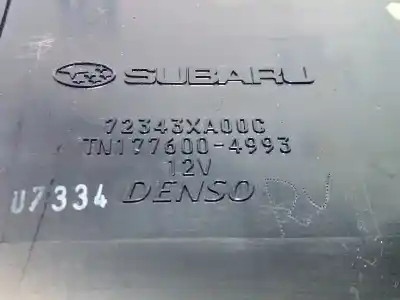 SUBARU
72343XA00C
TN177600-4993
12V
DENSO
U7334